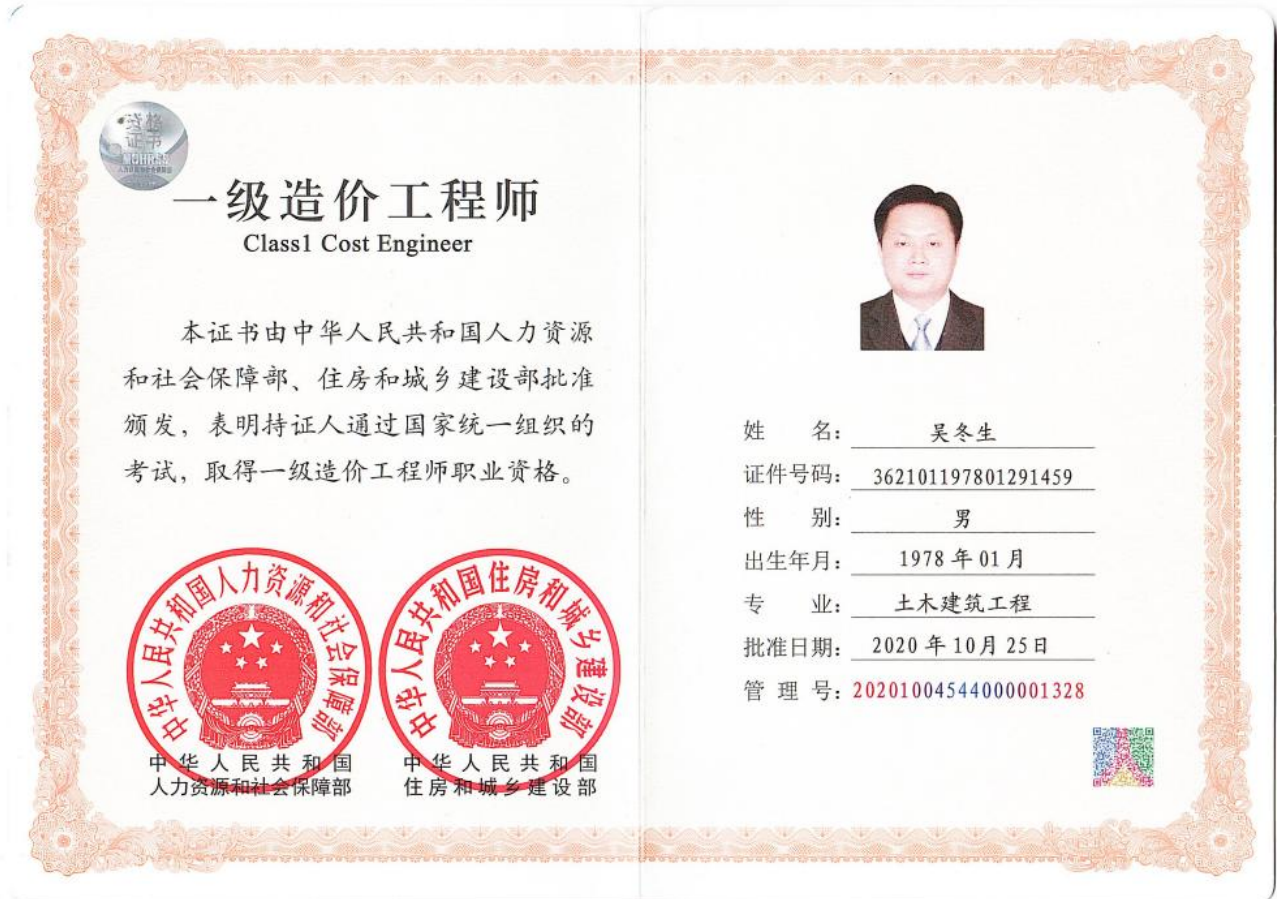 资格
证书
MOHRSS
一级造价工程师
Class1 Cost Engineer
本证书由中华人民共和国人力资源
和社会保障部、住房和城乡建设部批准
颁发，表明持证人通过国家统一组织的
考试，取得一级造价工程师职业资格。
中华人民共和国人力资源和社会保障部
中华人民共和国住房和城乡建设部
中华人民共和国
人力资源和社会保障部
中华人民共和国
住房和城乡建设部
姓 名：吴冬生
证件号码：362101197801291459
性 别：男
出生年月：1978年01月
专 业：土木建筑工程
批准日期：2020年10月25日
管 理 号：20201004544000001328